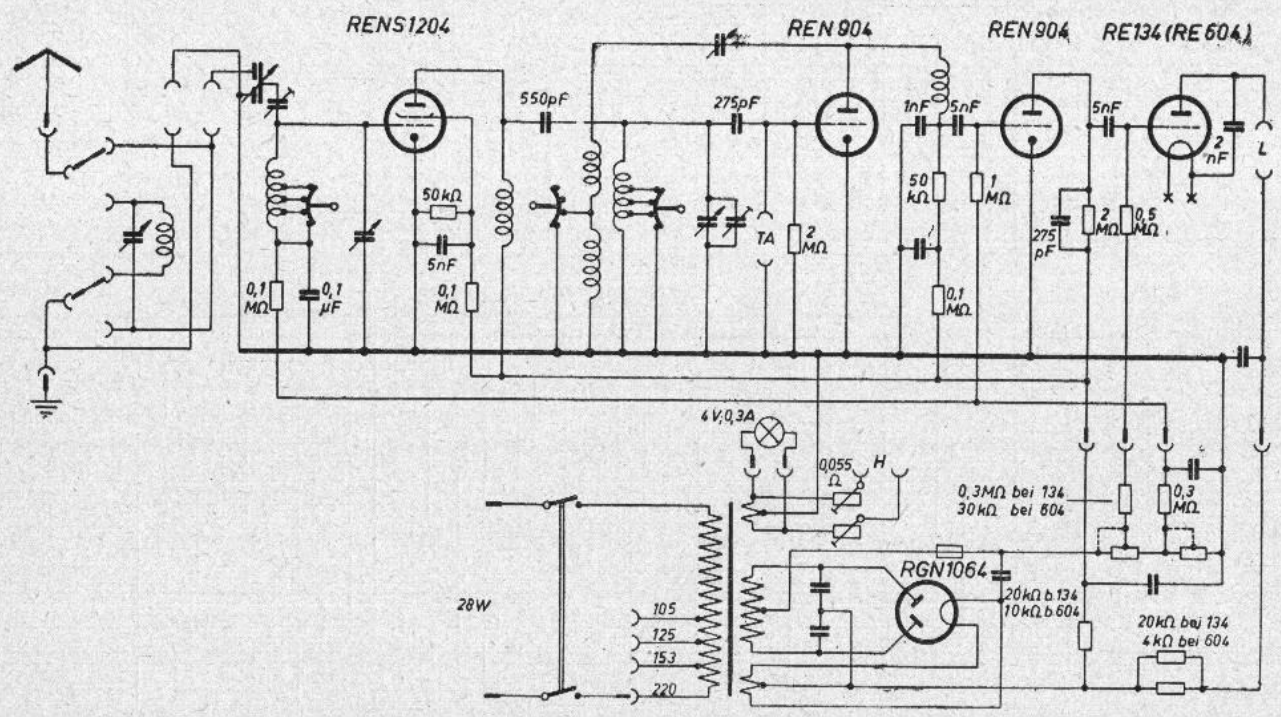 RENS1204
REN904
REN904
RE134 (RE604)
550pF
275pF
1nF
5nF
5nF
2
nF
L
50kΩ
5nF
0,1
MΩ
0,1
µF
0,1
MΩ
TA
2
MΩ
50
kΩ
1
MΩ
0,1
MΩ
275
pF
2
MΩ
0,5
MΩ
4V;0,3A
0,055
Ω
H
0,3MΩ bei 134
30kΩ bei 604
0,3
MΩ
RGN1064
28W
105
125
153
220
20kΩ b.134
10kΩ b.604
20kΩ bei 134
4kΩ bei 604